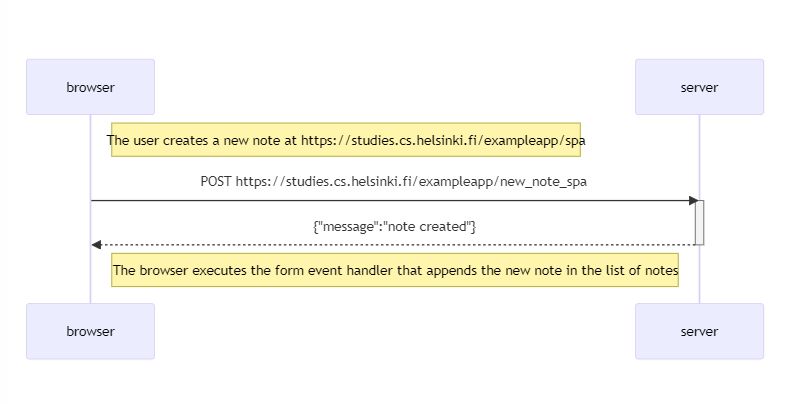 browser
server
The user creates a new note at https://studies.cs.helsinki.fi/exampleapp/spa
POST https://studies.cs.helsinki.fi/exampleapp/new_note_spa
{"message":"note created"}
The browser executes the form event handler that appends the new note in the list of notes
browser
server